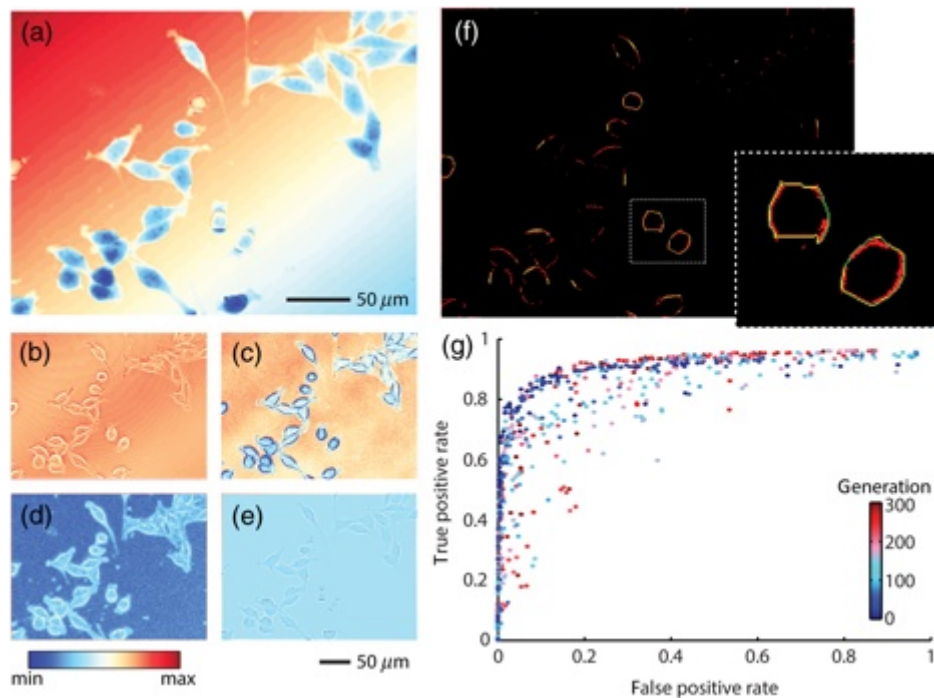 (a)
50 μm
(b)
(c)
(d)
(e)
min
max
50 μm
(f)
(g)
True positive rate
1
0.8
0.6
0.4
0.2
0
0
0.2
0.4
0.6
0.8
1
False positive rate
Generation
300
200
100
0